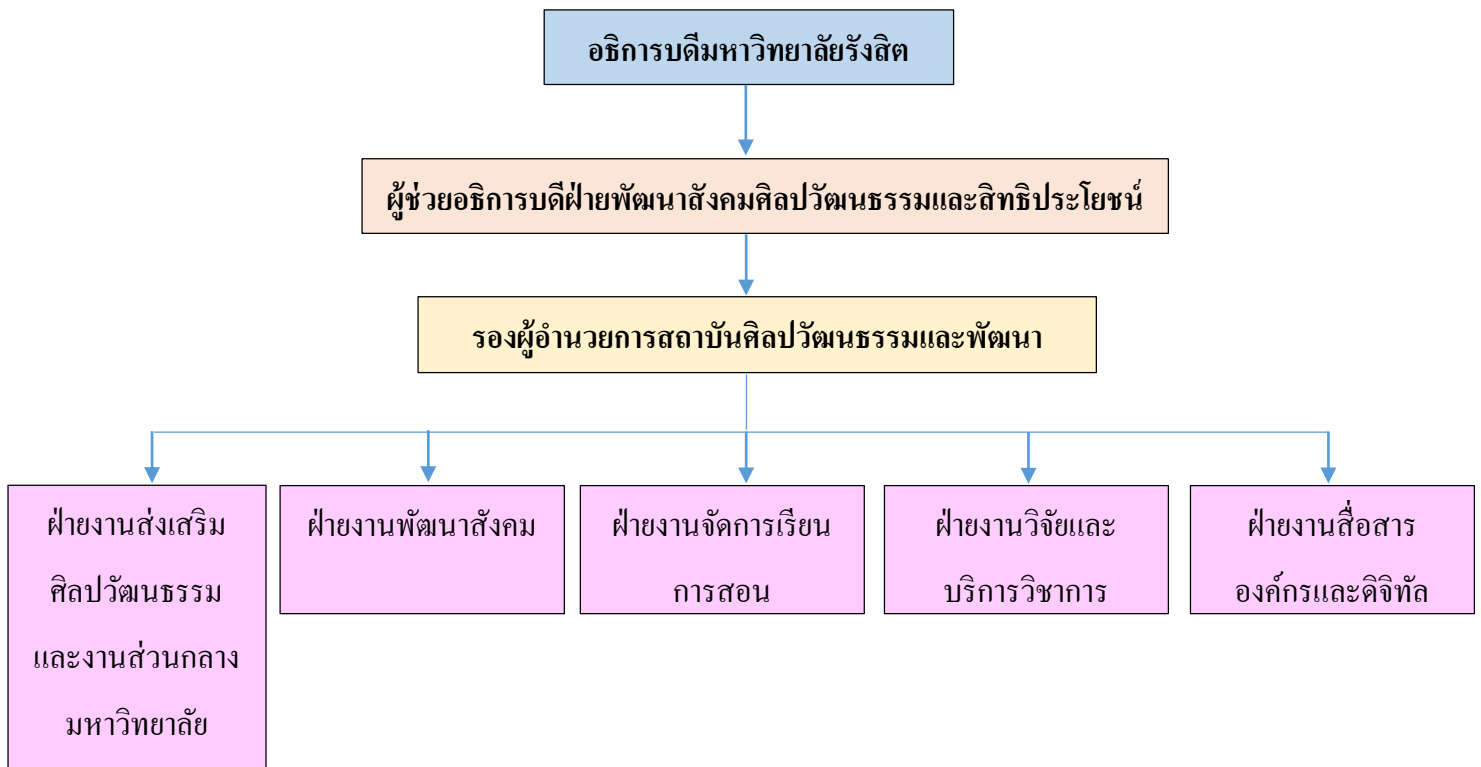 อธิการบดีมหาวิทยาลัยรังสิต
ผู้ช่วยอธิการบดีฝ่ายพัฒนาสังคมศิลปวัฒนธรรมและสิทธิประโยชน์
รองผู้อำนวยการสถาบันศิลปวัฒนธรรมและพัฒนา
ฝ่ายงานส่งเสริม
ศิลปวัฒนธรรม
และงานส่วนกลาง
มหาวิทยาลัย
ฝ่ายงานพัฒนาสังคม
ฝ่ายงานจัดการเรียน
การสอน
ฝ่ายงานวิจัยและ
บริการวิชาการ
ฝ่ายงานสื่อสาร
องค์กรและดิจิทัล